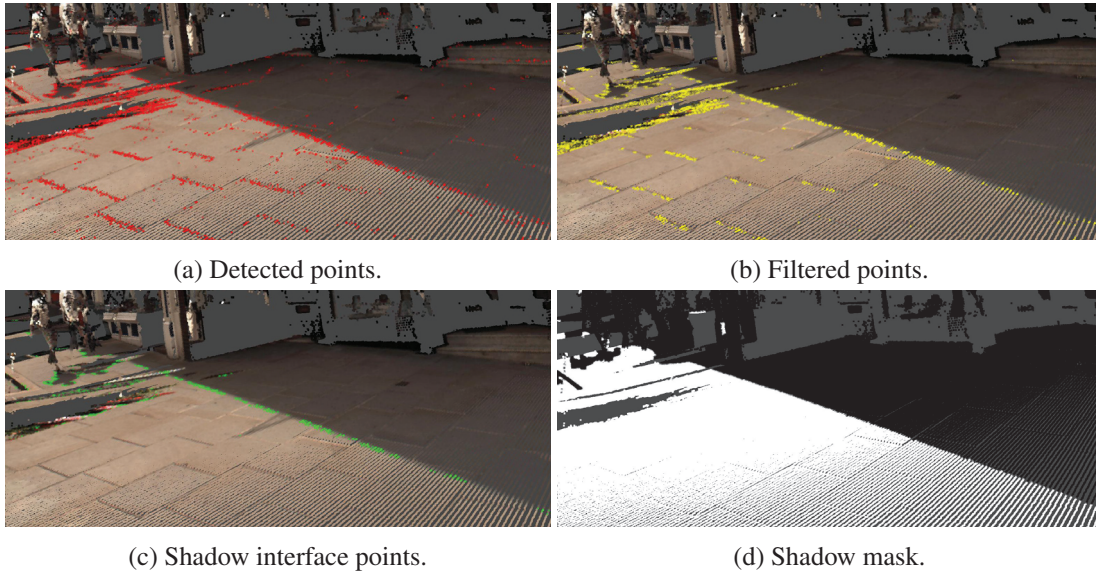 (a) Detected points.
(b) Filtered points.
(c) Shadow interface points.
(d) Shadow mask.